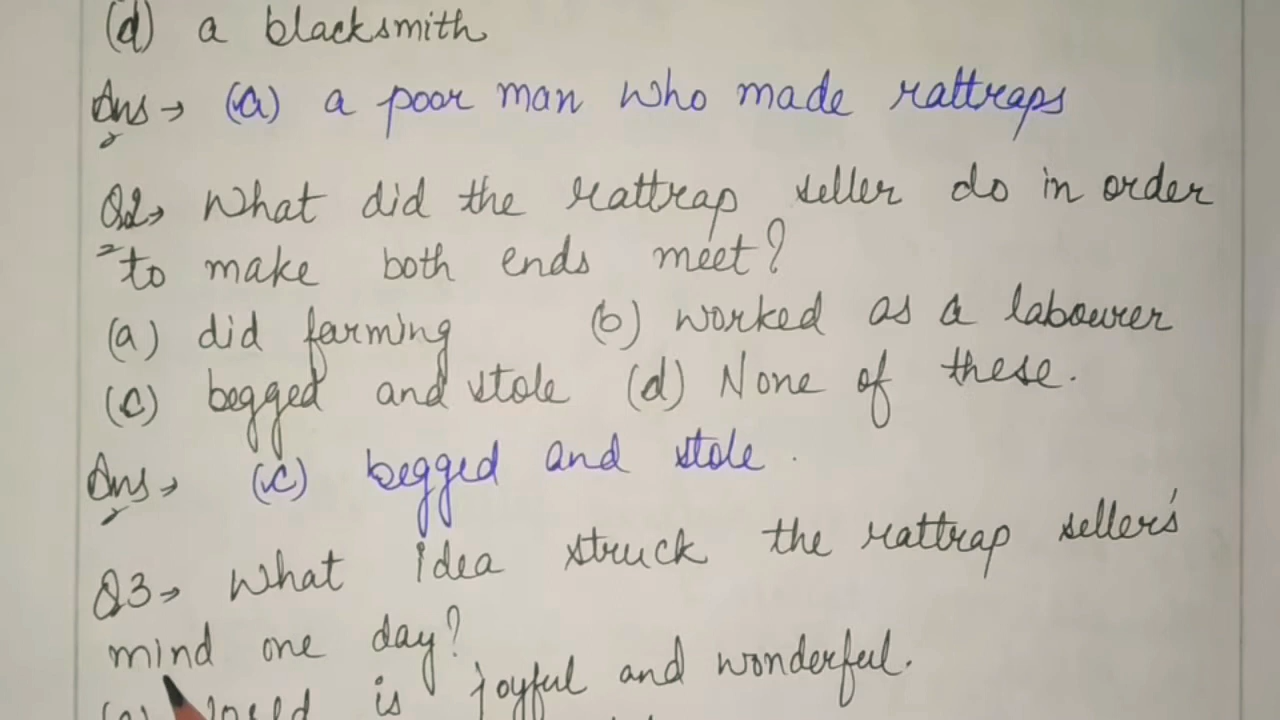 (d) a blacksmith
Ans → (a) a poor man who made rattraps
Q2→ What did the rattrap seller do in order
to make both ends meet?
(a) did farming (b) worked as a labourer
(c) begged and stole (d) None of these.
Ans → (c) begged and stole.
Q3→ What idea struck the rattrap seller's
mind one day?
is joyful and wonderful.